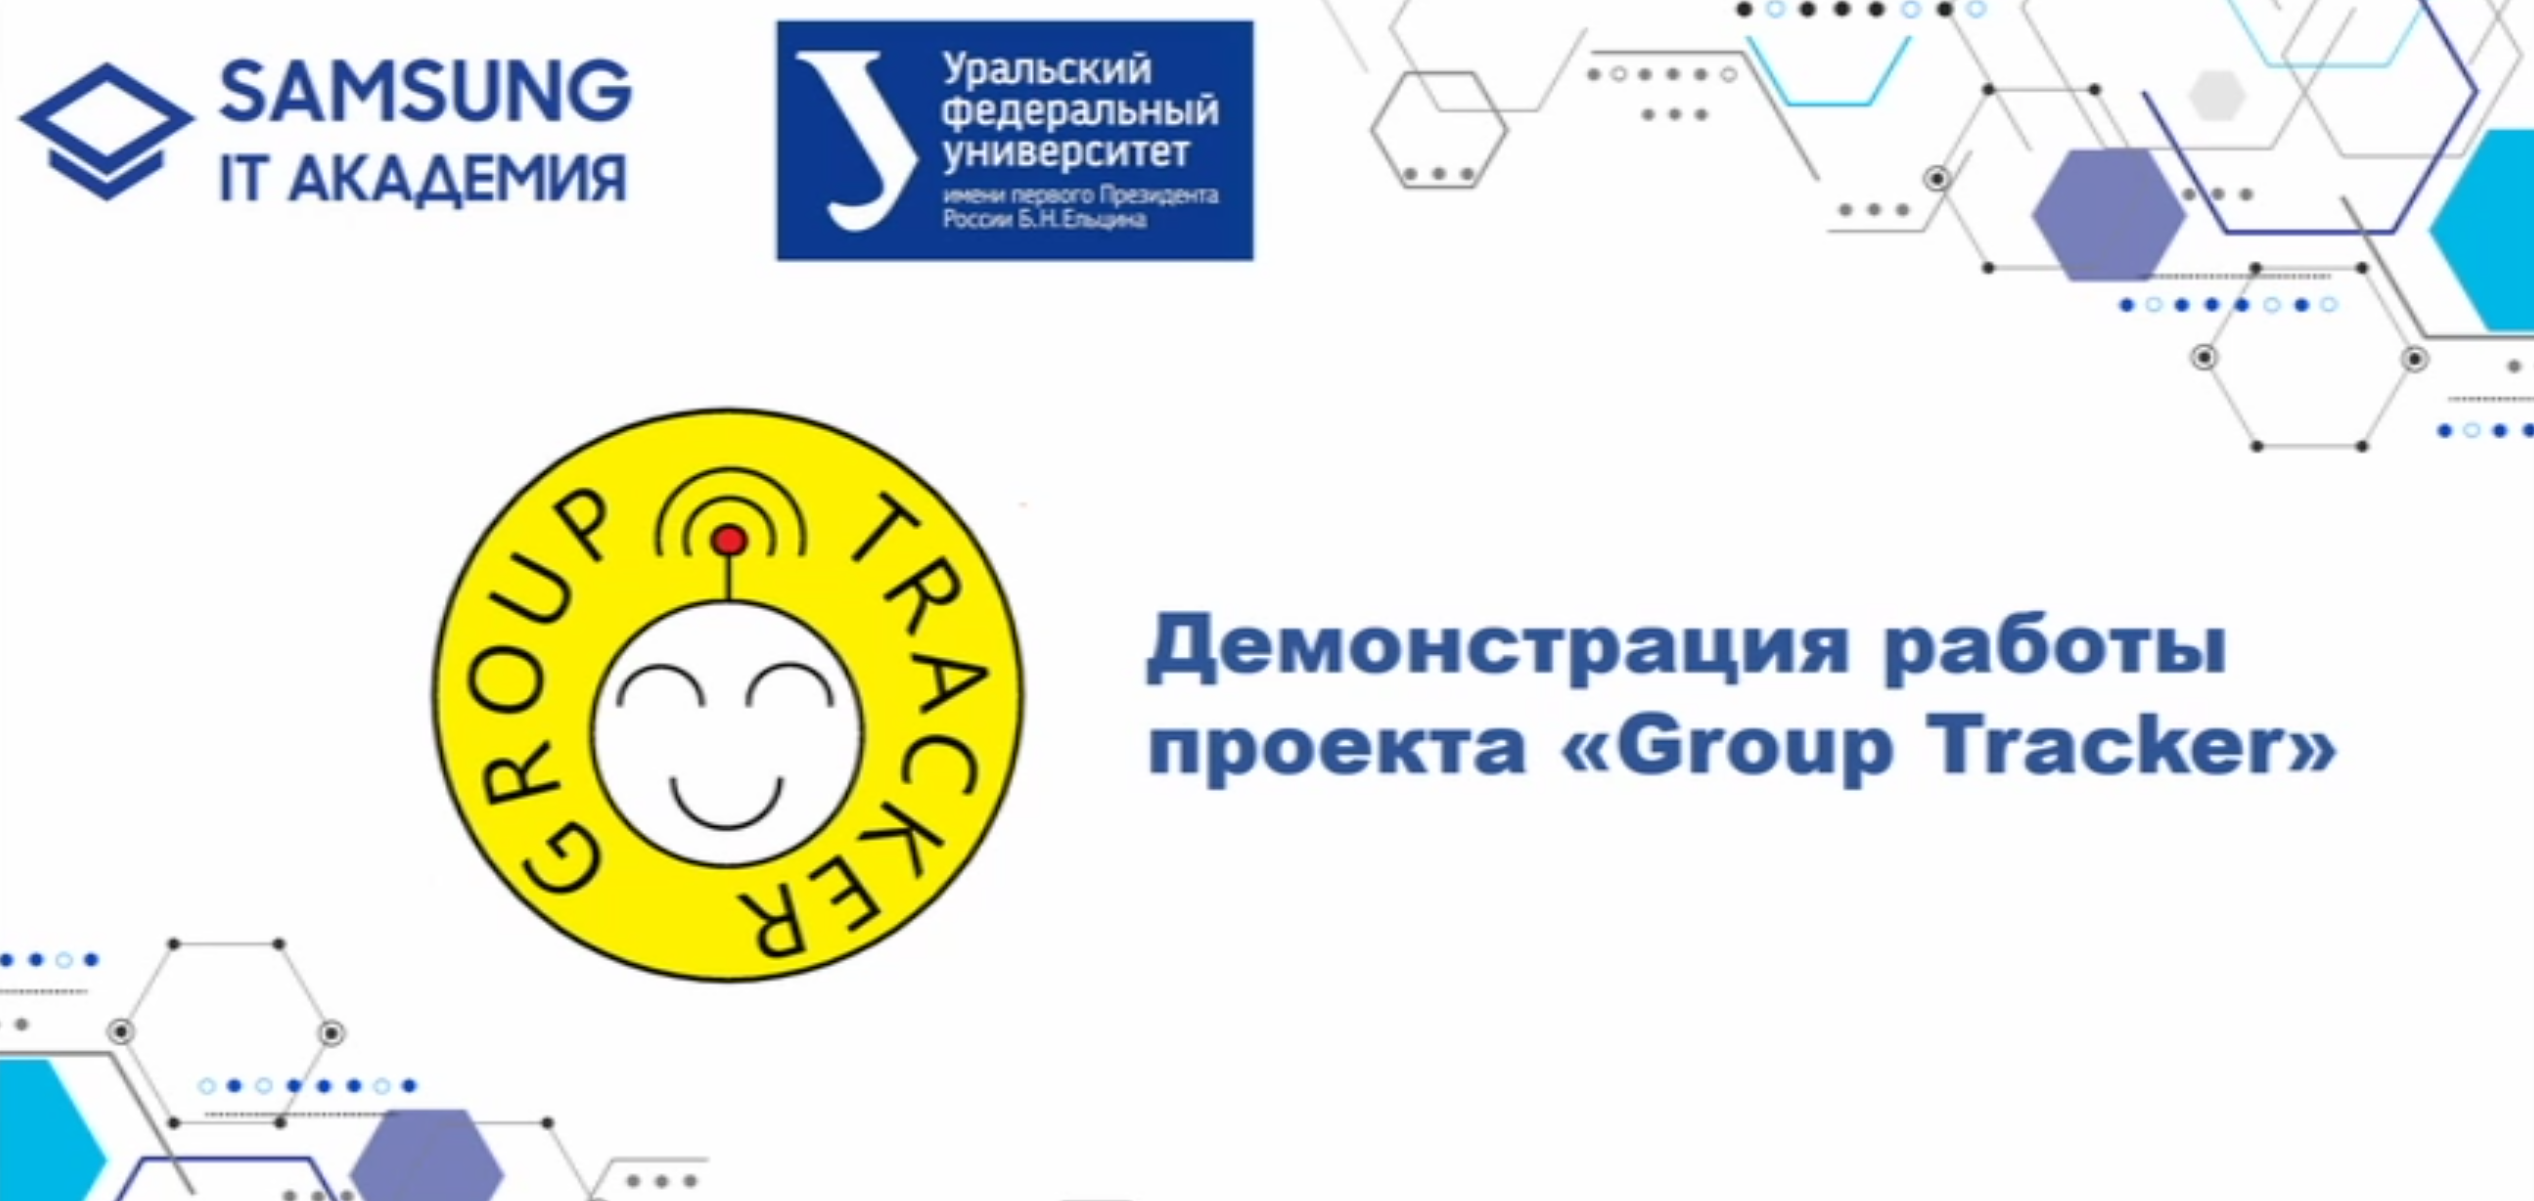 SAMSUNG
IT АКАДЕМИЯ
Уральский
федеральный
университет
имени первого Президента
России Б.Н.Ельцина
GROUP TRACKER
Демонстрация работы
проекта «Group Tracker»